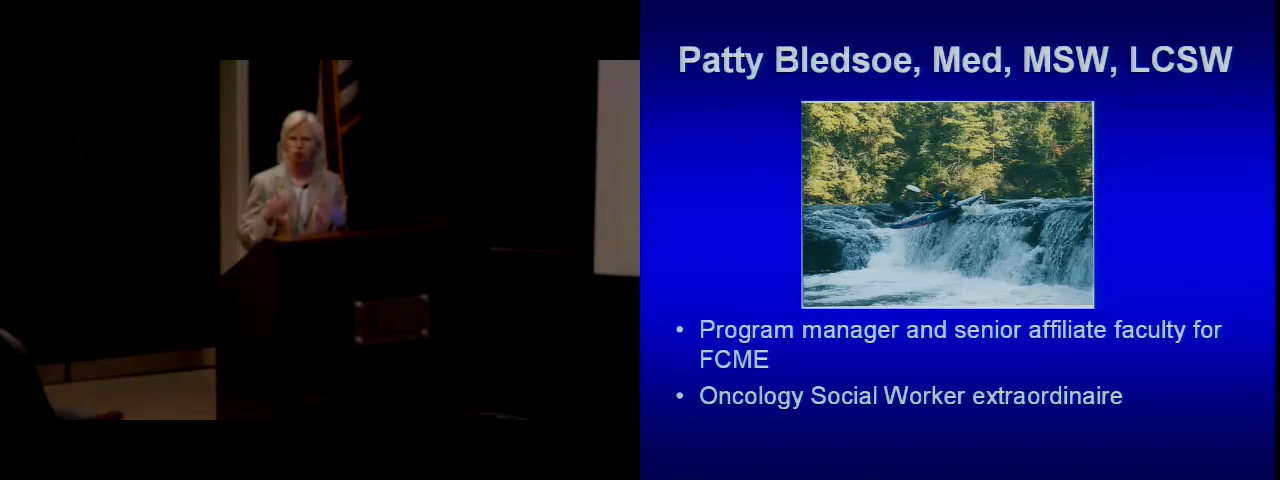 Patty Bledsoe, Med, MSW, LCSW
• Program manager and senior affiliate faculty for
FCME
• Oncology Social Worker extraordinaire